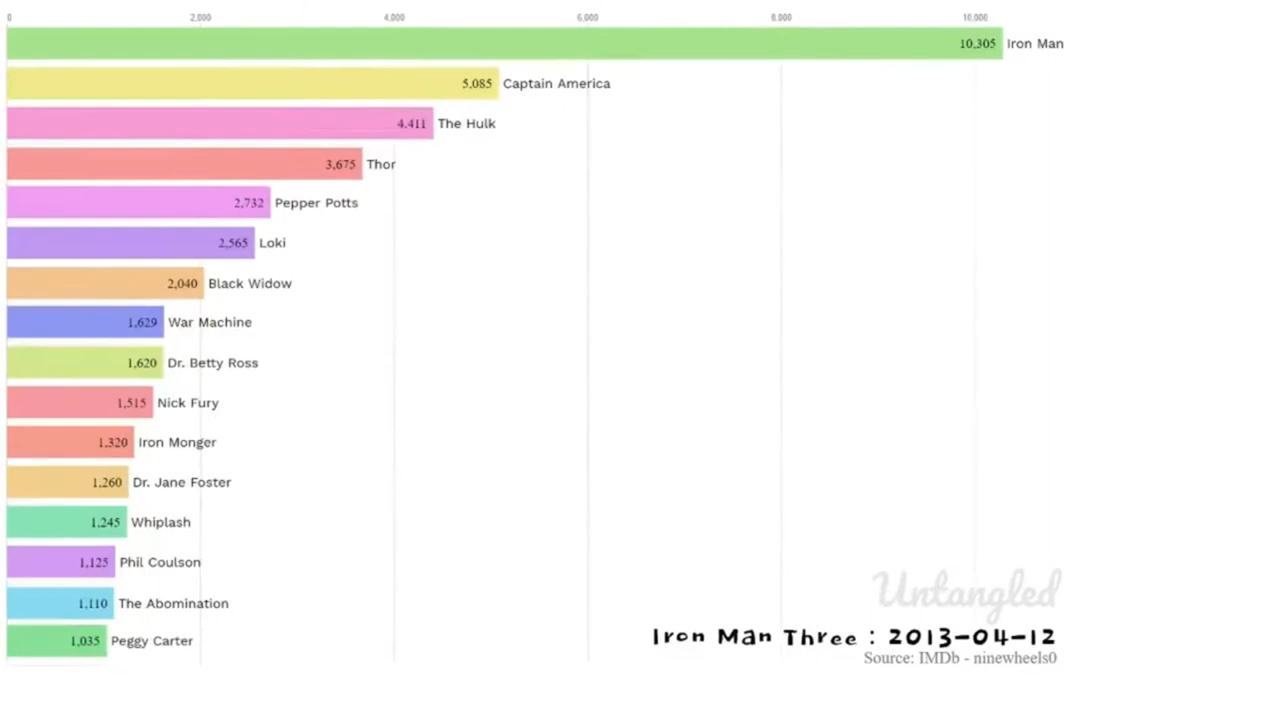 0 2,000 4,000 6,000 8,000 10,000
10,305 Iron Man
5,085 Captain America
4,411 The Hulk
3,675 Thor
2,732 Pepper Potts
2,565 Loki
2,040 Black Widow
1,629 War Machine
1,620 Dr. Betty Ross
1,515 Nick Fury
1,320 Iron Monger
1,260 Dr. Jane Foster
1,245 Whiplash
1,125 Phil Coulson
1,110 The Abomination
1,035 Peggy Carter
Untangled
Iron Man Three : 2013-04-12
Source: IMDb - ninewheels0